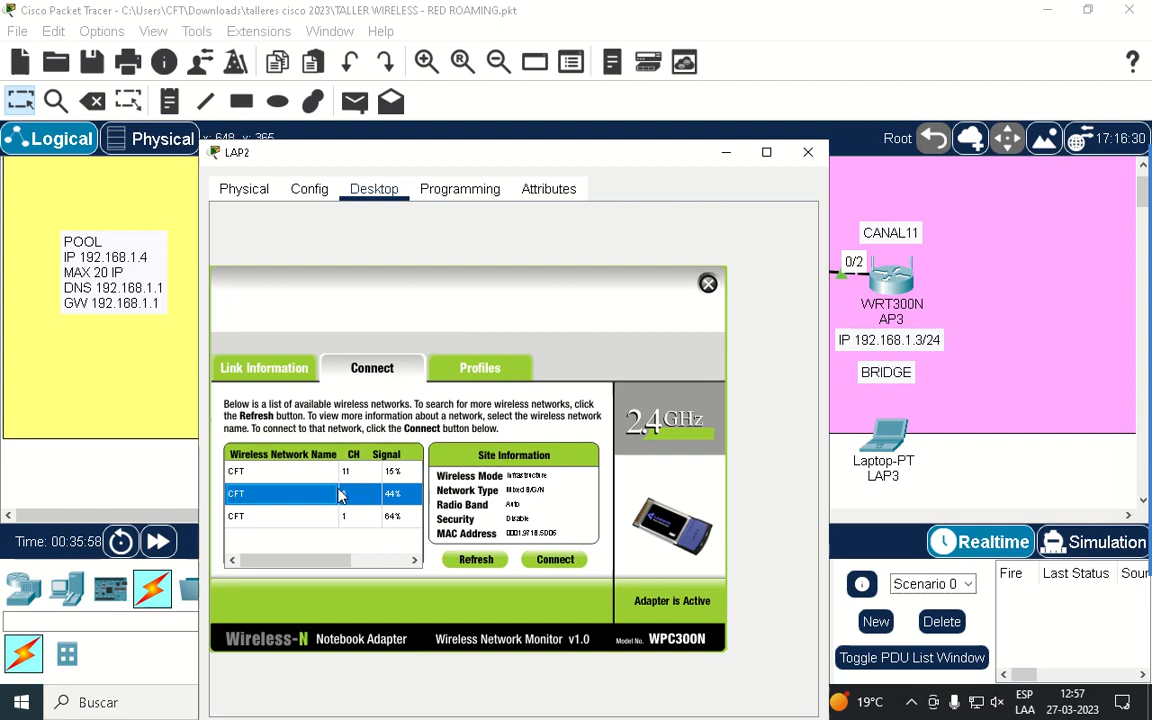 Cisco Packet Tracer - C:\Users\CFT\Downloads\talleres cisco 2023\TALLER WIRELESS - RED ROAMING.pkt
File Edit Options View Tools Extensions Window Help
Logical Physical x: 648, y: 365 Root 17:16:30
LAP2
Physical Config Desktop Programming Attributes
POOL
IP 192.168.1.4
MAX 20 IP
DNS 192.168.1.1
GW 192.168.1.1
CANAL11
0/2
WRT300N
AP3
IP 192.168.1.3/24
BRIDGE
Laptop-PT
LAP3
Link Information Connect Profiles
Below is a list of available wireless networks. To search for more wireless networks, click
the Refresh button. To view more information about a network, select the wireless network
name. To connect to that network, click the Connect button below.
2.4GHz
Wireless Network Name CH Signal
CFT 11 15%
CFT 44%
CFT 1 64%
Site Information
Wireless Mode Infrastructure
Network Type Mixed B/G/N
Radio Band Auto
Security Disable
MAC Address
Refresh Connect
Adapter is Active
Wireless-N Notebook Adapter Wireless Network Monitor v1.0 Model No. WPC300N
Time: 00:35:58 Realtime Simulation
Scenario 0
New Delete
Toggle PDU List Window
Fire Last Status Sour
Buscar
19°C
ESP
LAA
12:57
27-03-2023